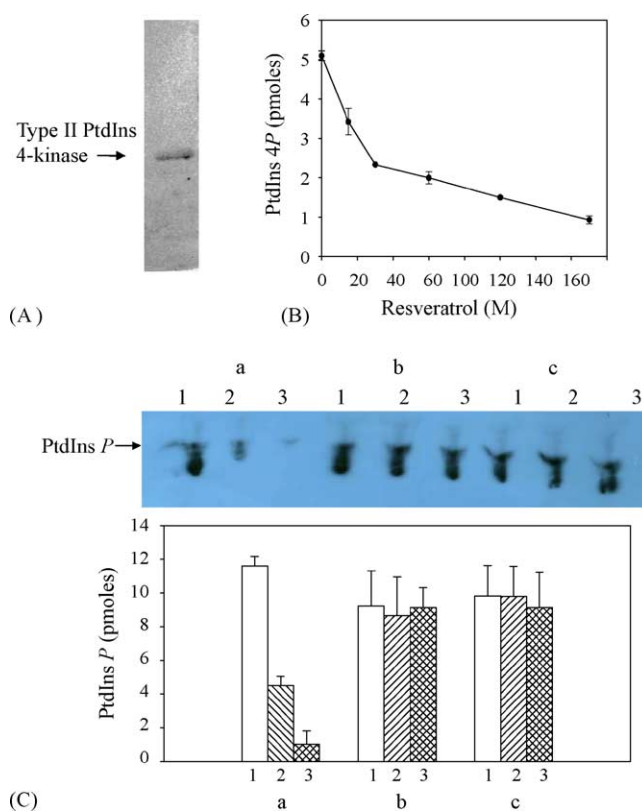 (A)
Type II PtdIns
4-kinase
(B)
6
5
4
3
2
1
0
PtdIns 4P (pmoles)
0 20 40 60 80 100 120 140 160
Resveratrol (M)
(C)
a b c
1 2 3 1 2 3 1 2 3
PtdIns P
14
12
10
8
6
4
2
0
PtdIns P (pmoles)
1 2 3 1 2 3 1 2 3
a b c